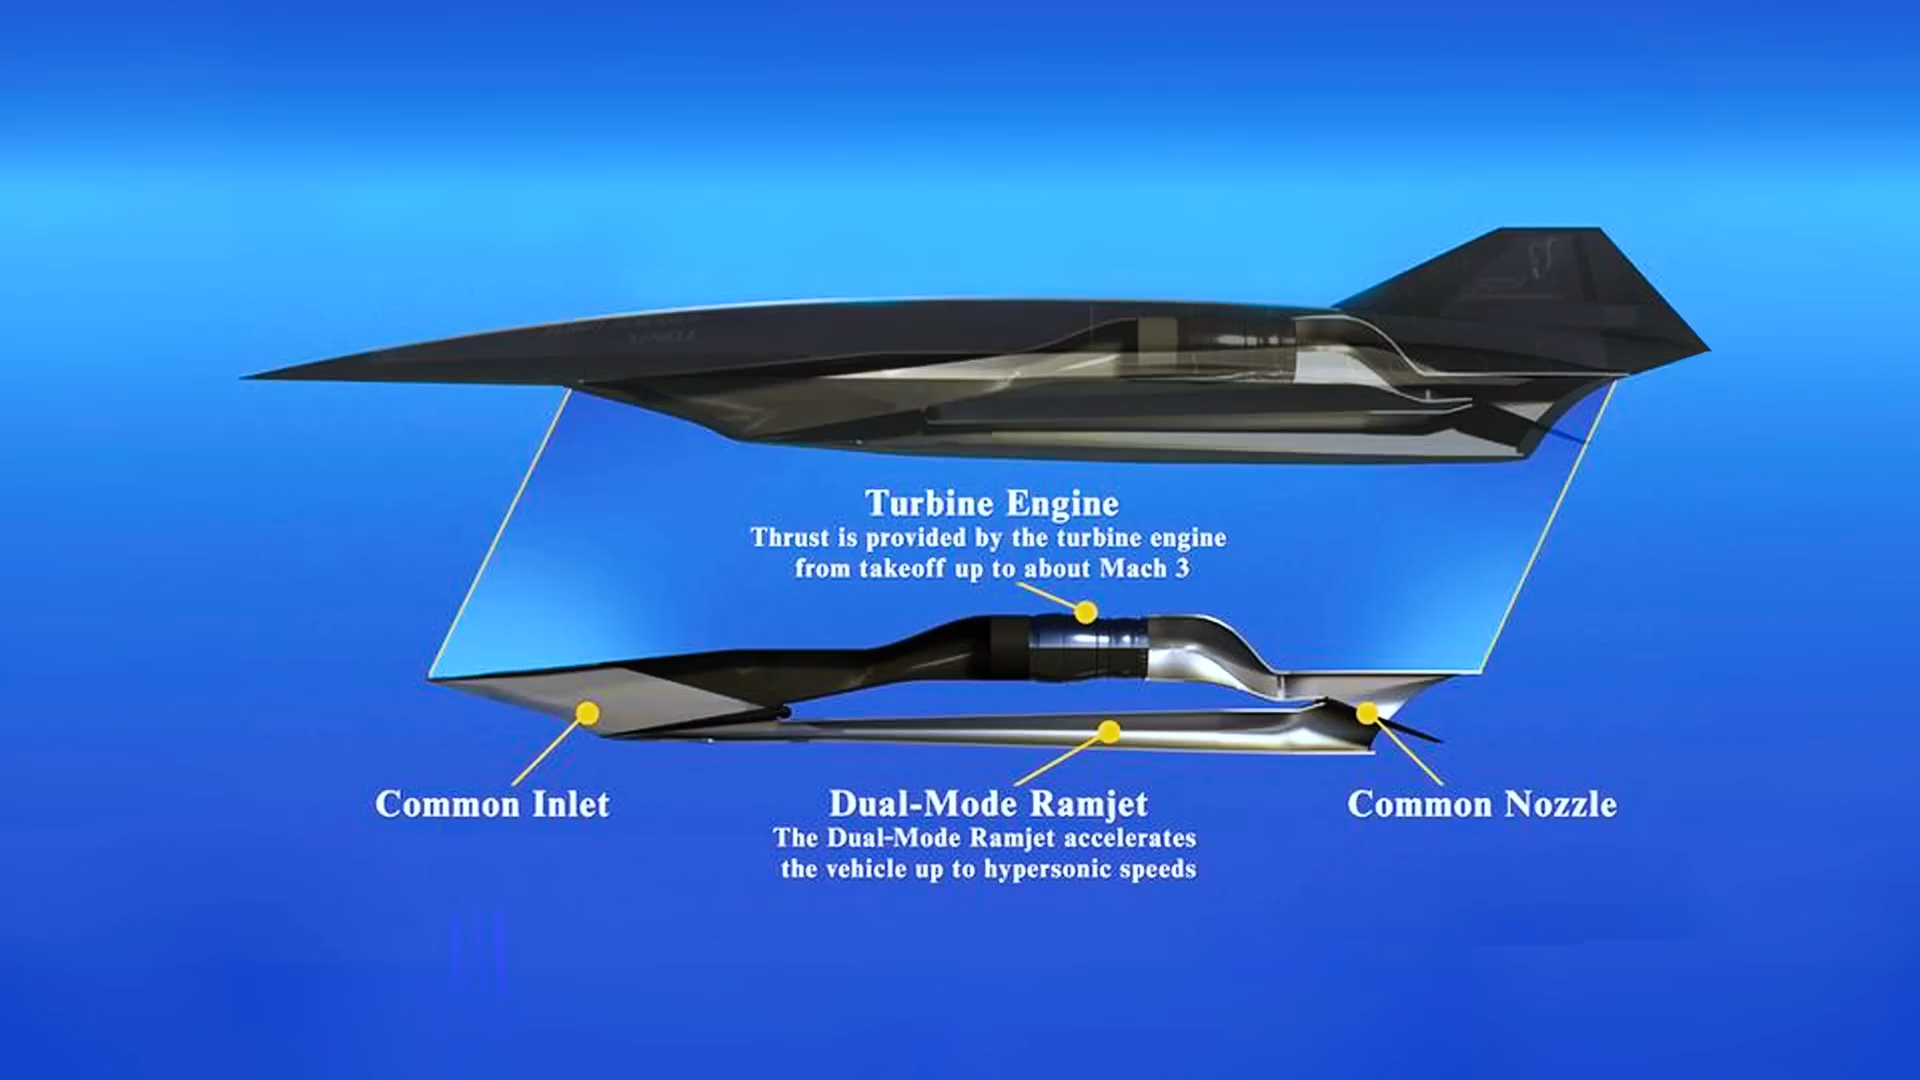 Turbine Engine
Thrust is provided by the turbine engine
from takeoff up to about Mach 3
Common Inlet
Dual-Mode Ramjet
The Dual-Mode Ramjet accelerates
the vehicle up to hypersonic speeds
Common Nozzle